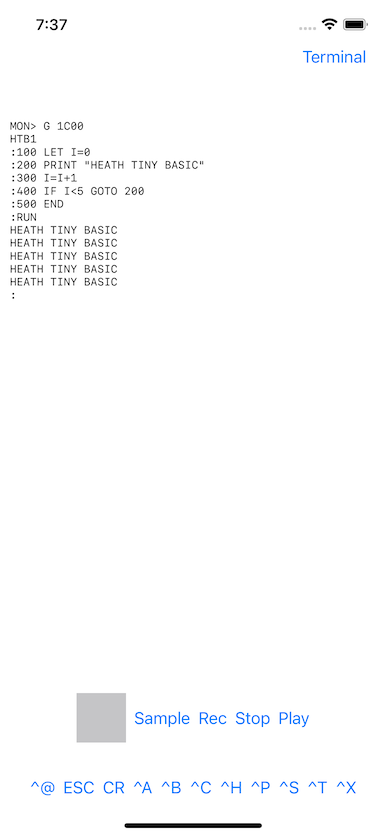 7:37
Terminal
MON> G 1C00
HTB1
:100 LET I=0
:200 PRINT "HEATH TINY BASIC"
:300 I=I+1
:400 IF I<5 GOTO 200
:500 END
:RUN
HEATH TINY BASIC
HEATH TINY BASIC
HEATH TINY BASIC
HEATH TINY BASIC
HEATH TINY BASIC
:
Sample Rec Stop Play
^@ ESC CR ^A ^B ^C ^H ^P ^S ^T ^X